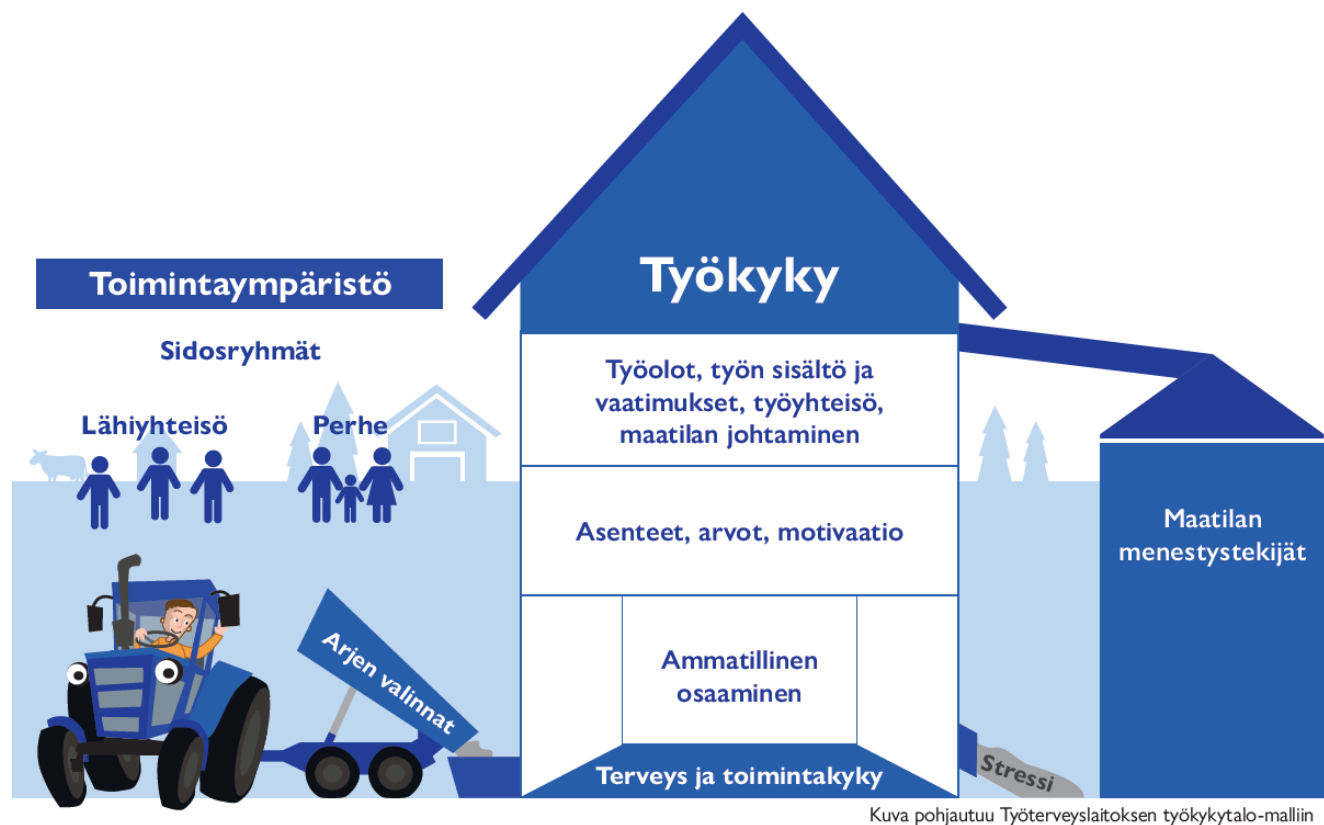 Työkyky
Toimintaympäristö
Sidosryhmät
Lähiyhteisö
Perhe
Työolot, työn sisältö ja
vaatimukset, työyhteisö,
maatilan johtaminen
Asenteet, arvot, motivaatio
Maatilan
menestystekijät
Arjen valinnat
Ammatillinen
osaaminen
Terveys ja toimintakyky
Stressi
Kuva pohjautuu Työterveyslaitoksen työkykytalo-malliin